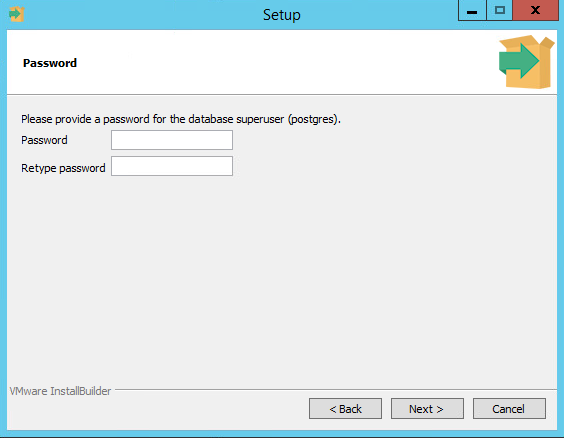 Setup
Password
Please provide a password for the database superuser (postgres).
Password
Retype password
VMware InstallBuilder
< Back
Next >
Cancel